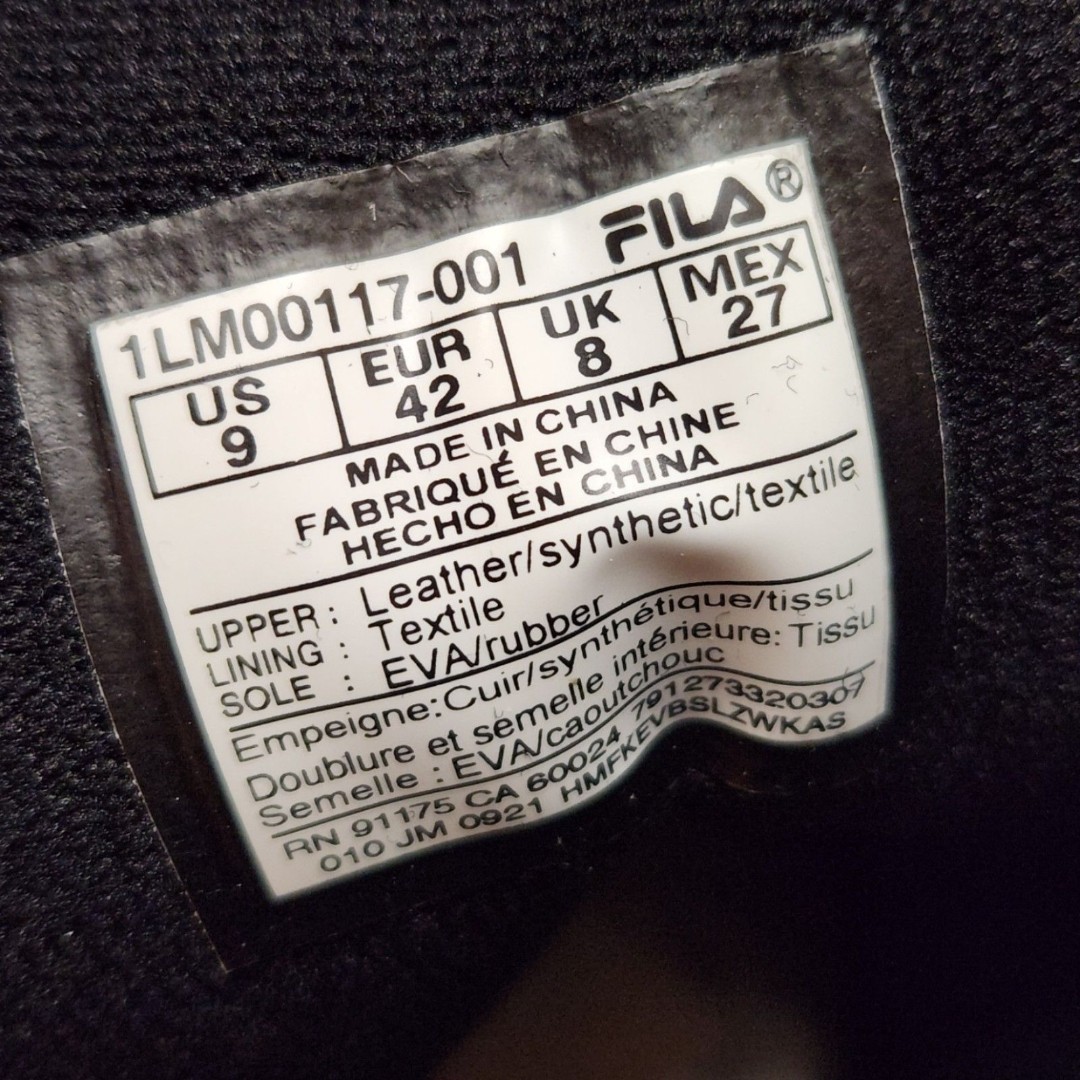 FILA®
1LM00117-001
US EUR UK MEX
9 42 8 27
MADE IN CHINA
FABRIQUÉ EN CHINE
HECHO EN CHINA
UPPER : Leather/synthetic/textile
LINING : Textile
SOLE : EVA/rubber
Empeigne:Cuir/synthétique/tissu
Doublure et semelle intérieure: Tissu
Semelle : EVA/caoutchouc
RN 91175 CA 60024 791273320307
010 JM 0921 HMFKEVBSLZWKAS